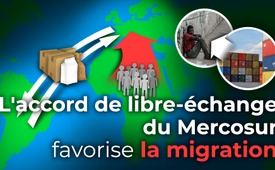 L'accord de libre-échange
du Mercosur
favorise la migration